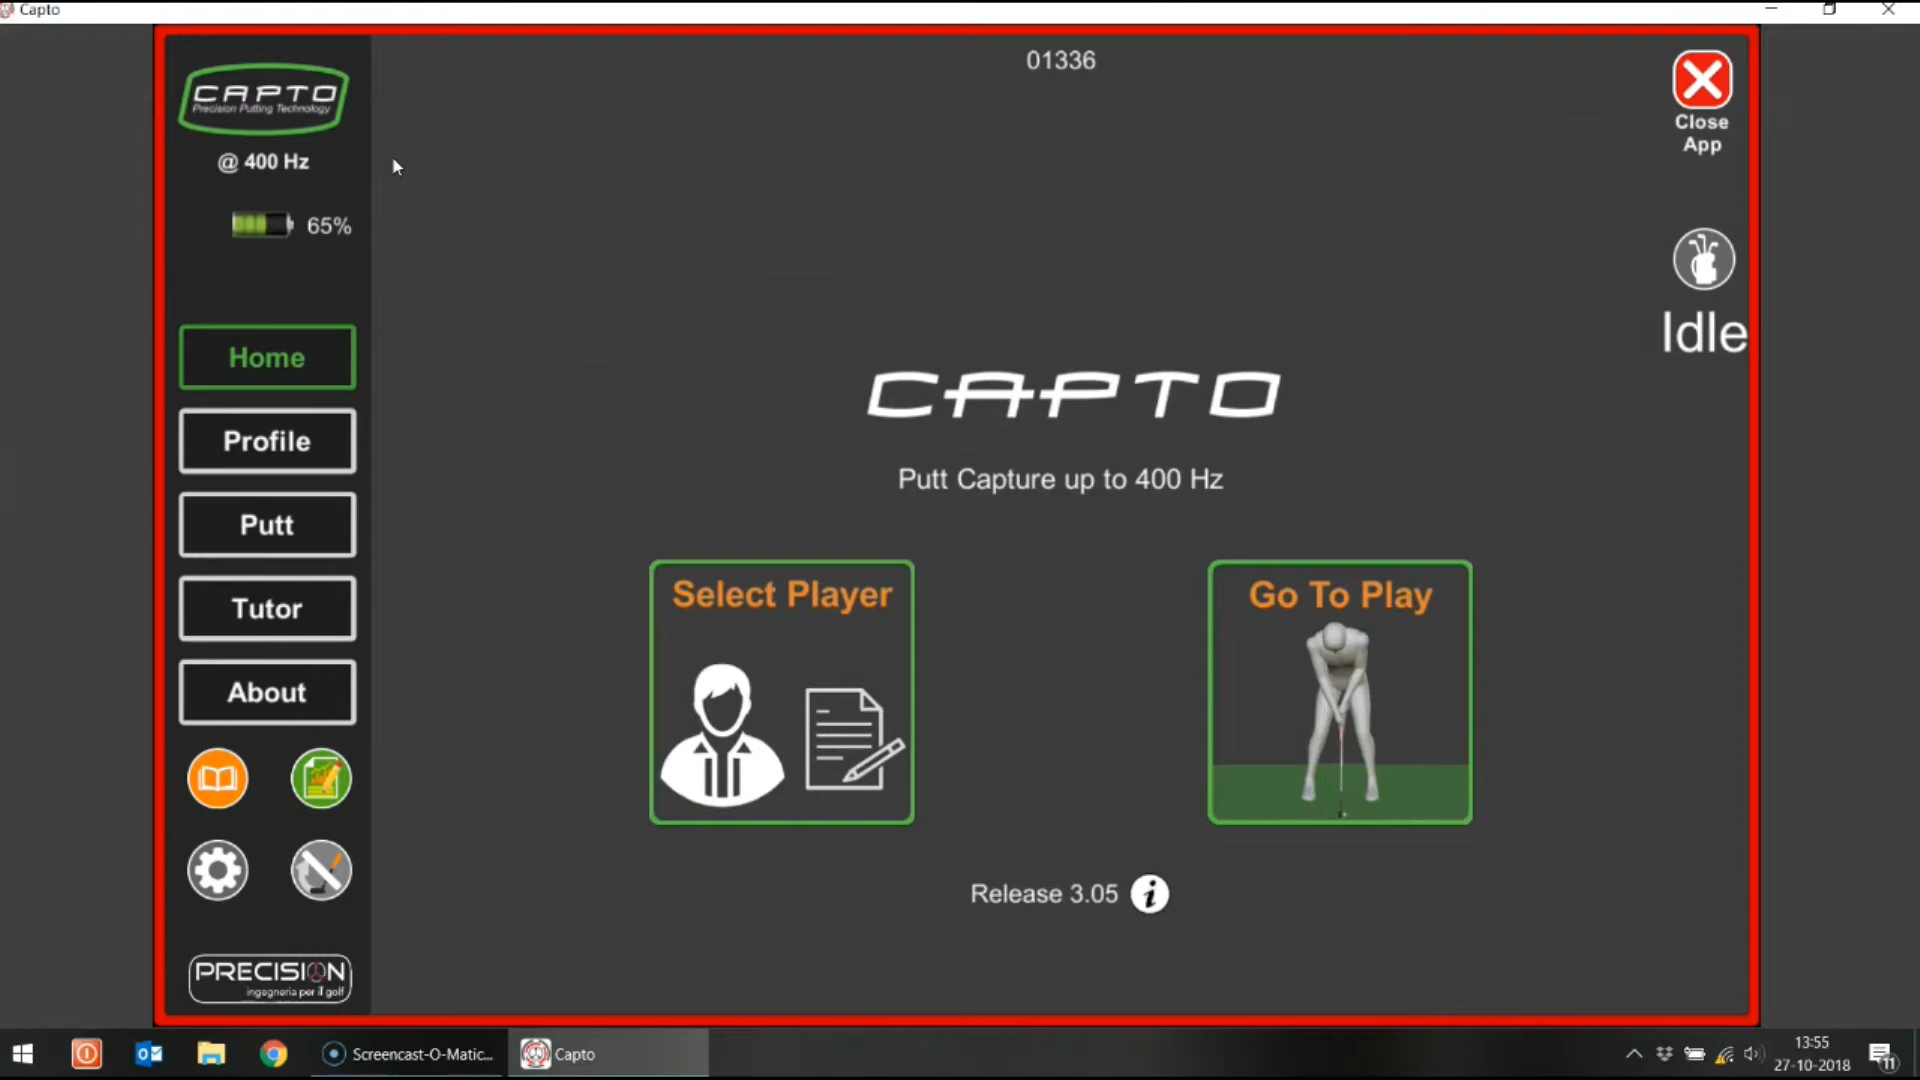 Capto
CAPTO
Precision Putting Technology
@ 400 Hz
65%
Home
Profile
Putt
Tutor
About
PRECISION
ingegneria per il golf
01336
Close
App
Idle
CAPTO
Putt Capture up to 400 Hz
Select Player
Go To Play
Release 3.05 i
Screencast-O-Matic...
Capto
13:55
27-10-2018
11